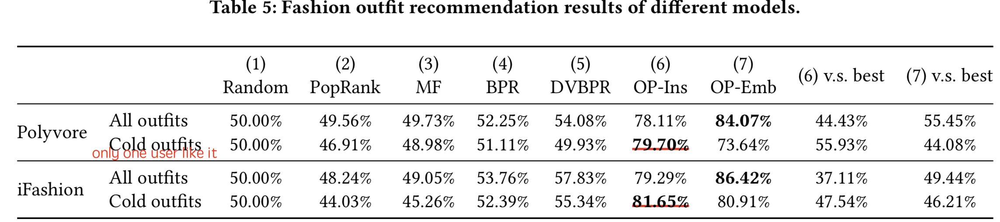 Table 5: Fashion outfit recommendation results of different models.
(1) (2) (3) (4) (5) (6) (7) (6) v.s. best (7) v.s. best
Random PopRank MF BPR DVBPR OP-Ins OP-Emb
Polyvore
All outfits 50.00% 49.56% 49.73% 52.25% 54.08% 78.11% 84.07% 44.43% 55.45%
Cold outfits 50.00% 46.91% 48.98% 51.11% 49.93% 79.70% 73.64% 55.93% 44.08%
only one user like it
iFashion
All outfits 50.00% 48.24% 49.05% 53.76% 57.83% 79.29% 86.42% 37.11% 49.44%
Cold outfits 50.00% 44.03% 45.26% 52.39% 55.34% 81.65% 80.91% 47.54% 46.21%